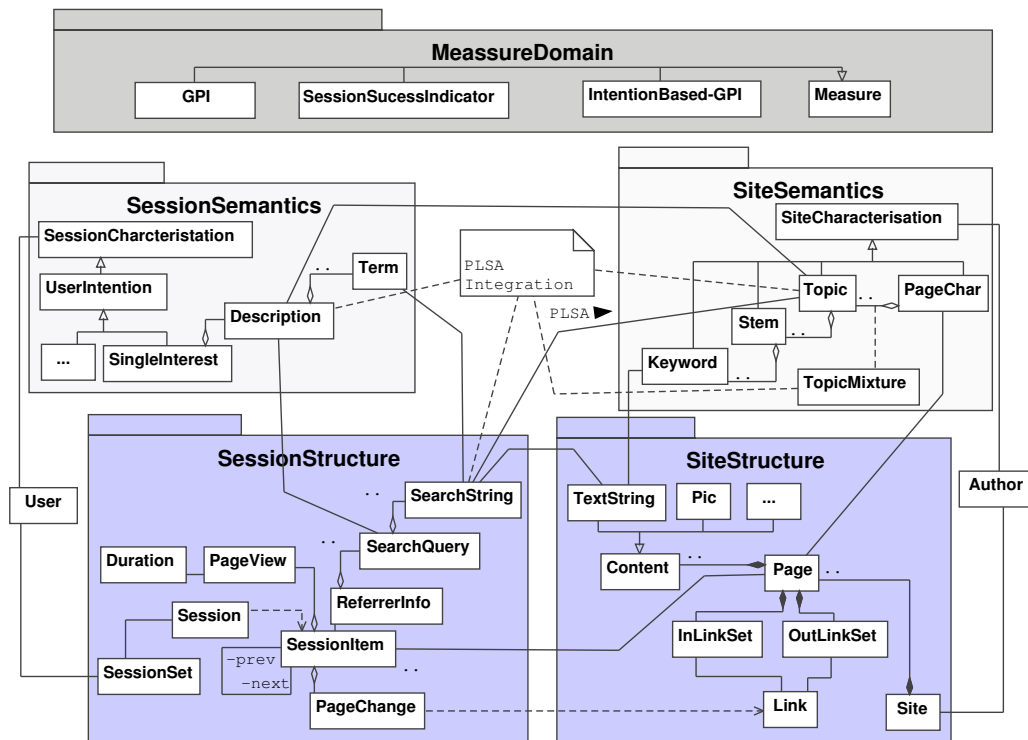 MeassureDomain
GPI
SessionSucessIndicator
IntentionBased-GPI
Measure
SessionSemantics
SessionCharcteristation
UserIntention
...
SingleInterest
Description
. .
Term
PLSA
Integration
PLSA
SiteSemantics
SiteCharacterisation
Topic
. .
PageChar
Stem
. .
Keyword
. .
TopicMixture
User
Author
SessionStructure
. .
SearchString
. .
SearchQuery
Duration
PageView
ReferrerInfo
Session
SessionItem
-prev
-next
. .
SessionSet
PageChange
SiteStructure
TextString
Pic
...
Content
. .
Page
. .
InLinkSet
OutLinkSet
Link
Site